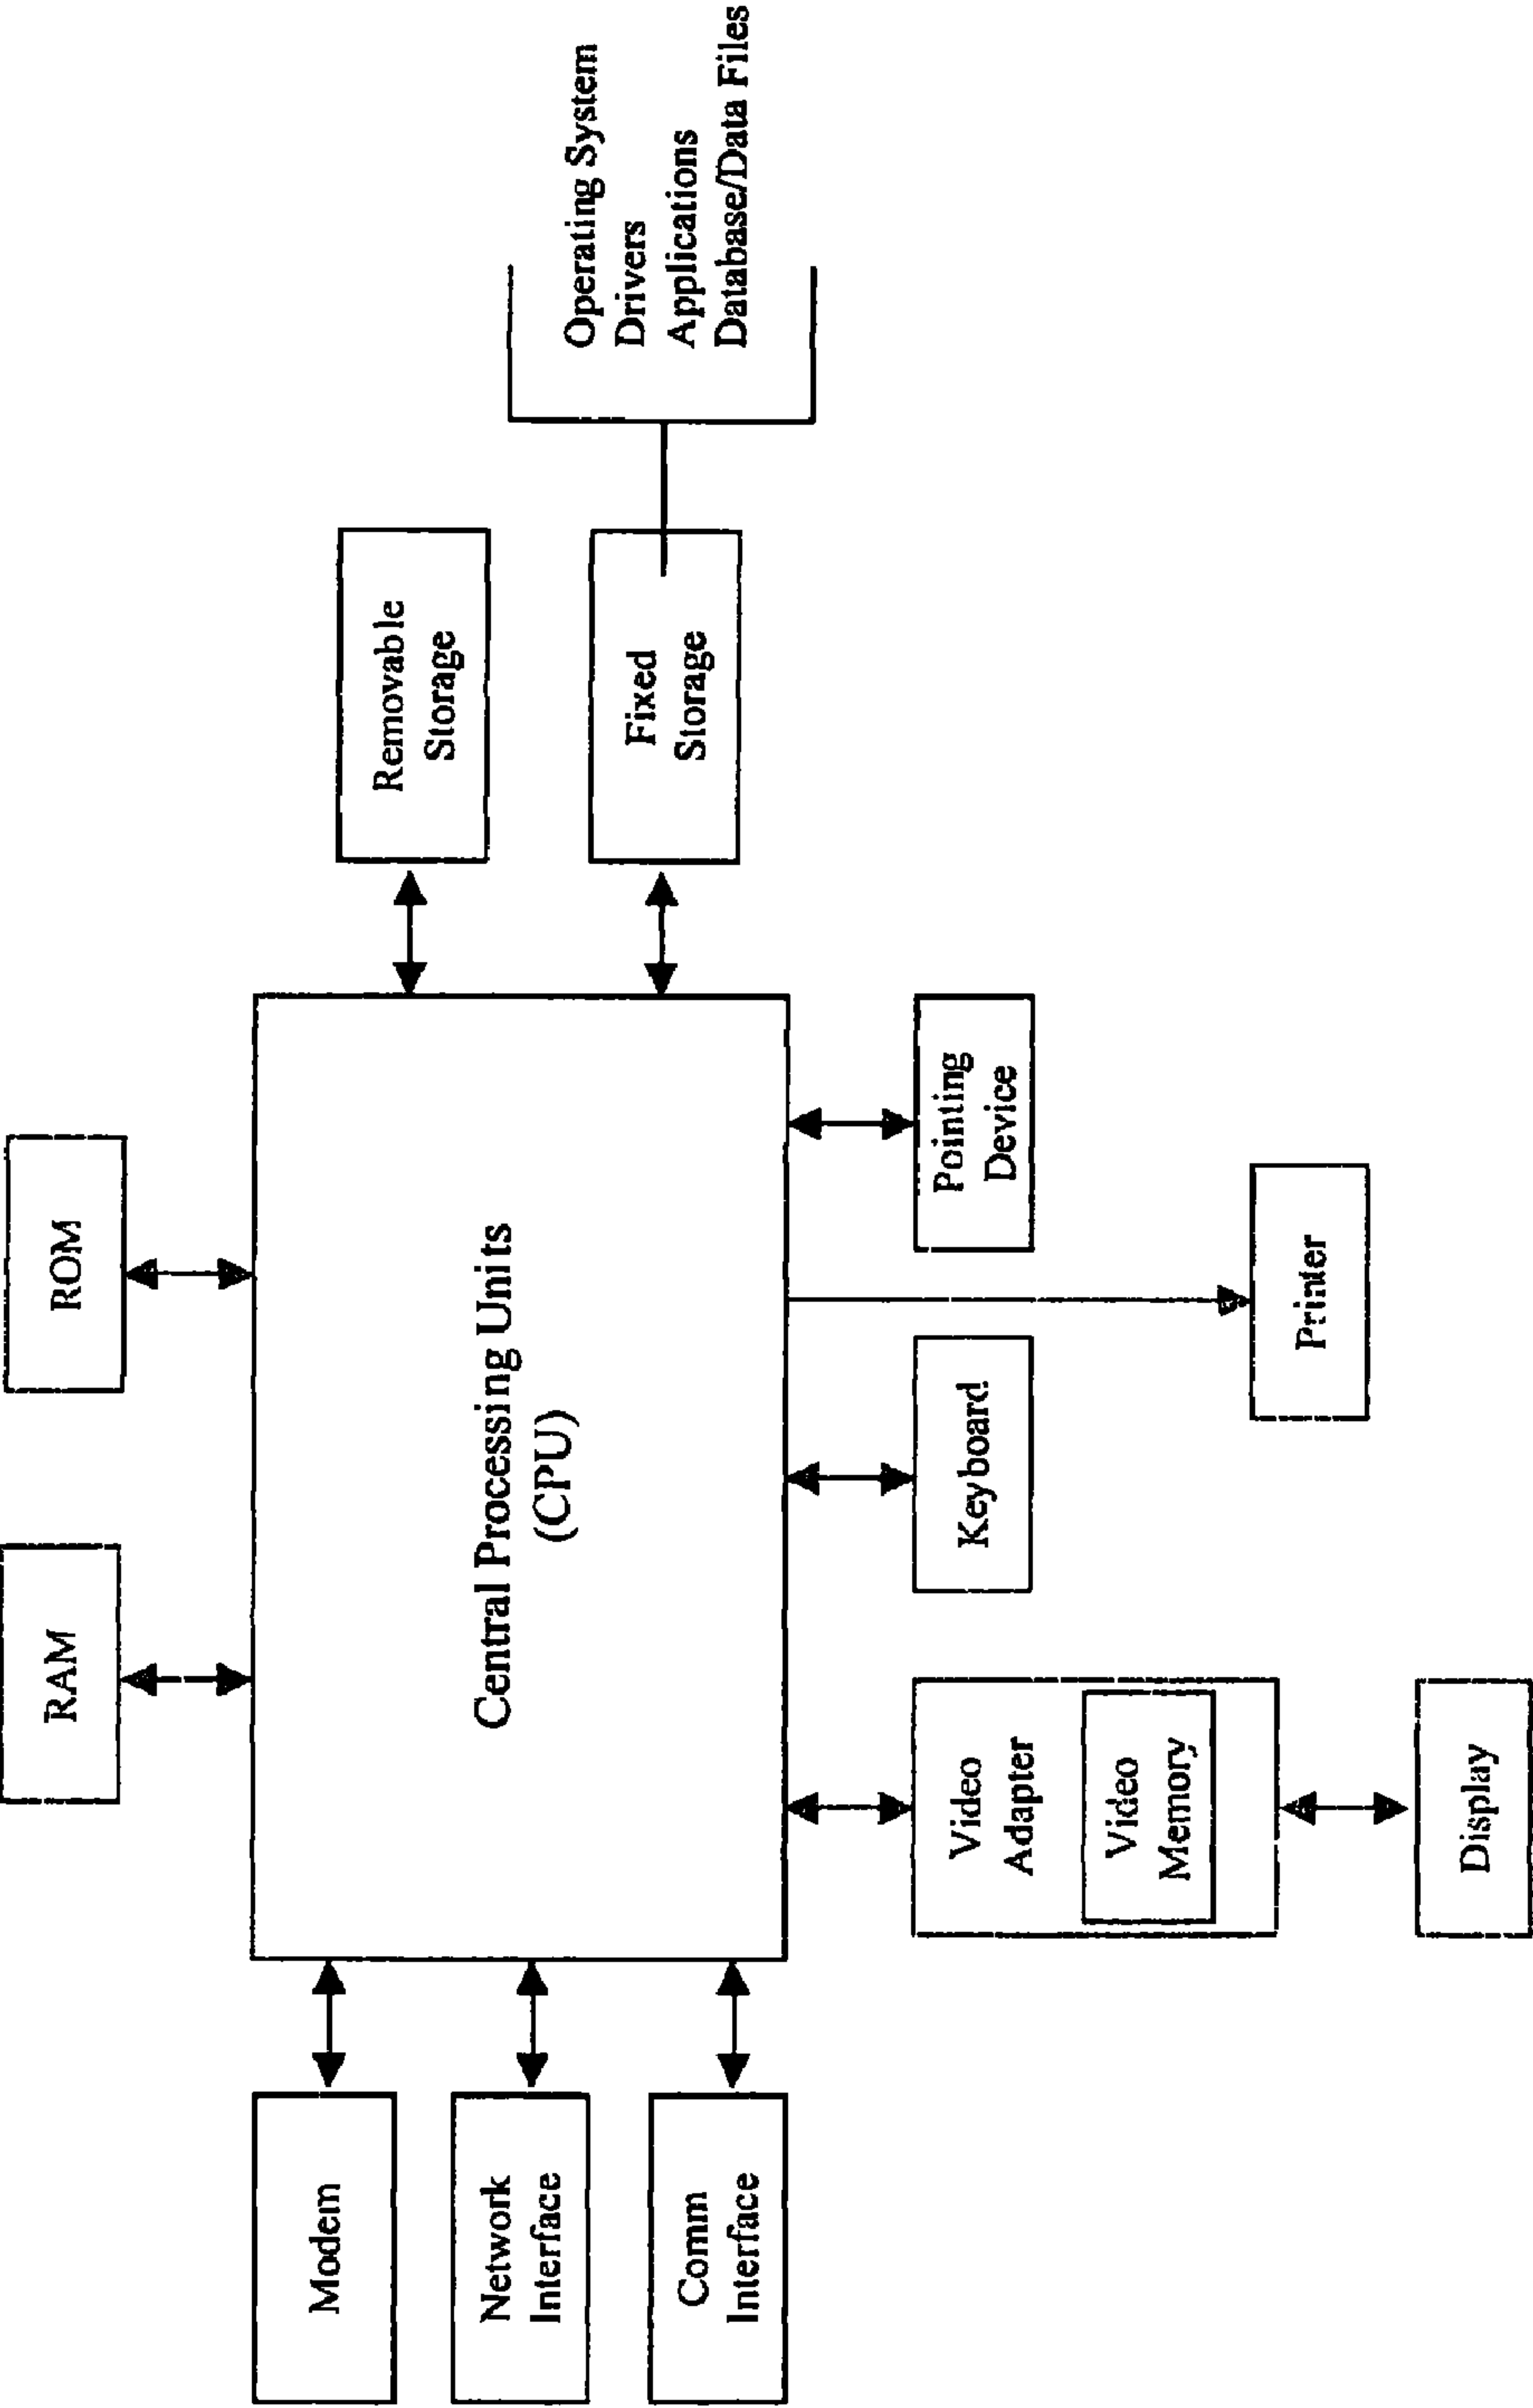 RAM
ROM
Modem
Network
Interface
Comm
Interface
Central Processing Units
(CPU)
Removable
Storage
Fixed
Storage
Operating System
Drivers
Applications
Database/Data Files
Video
Adapter
Video
Memory
Keyboard
Pointing
Device
Printer
Display